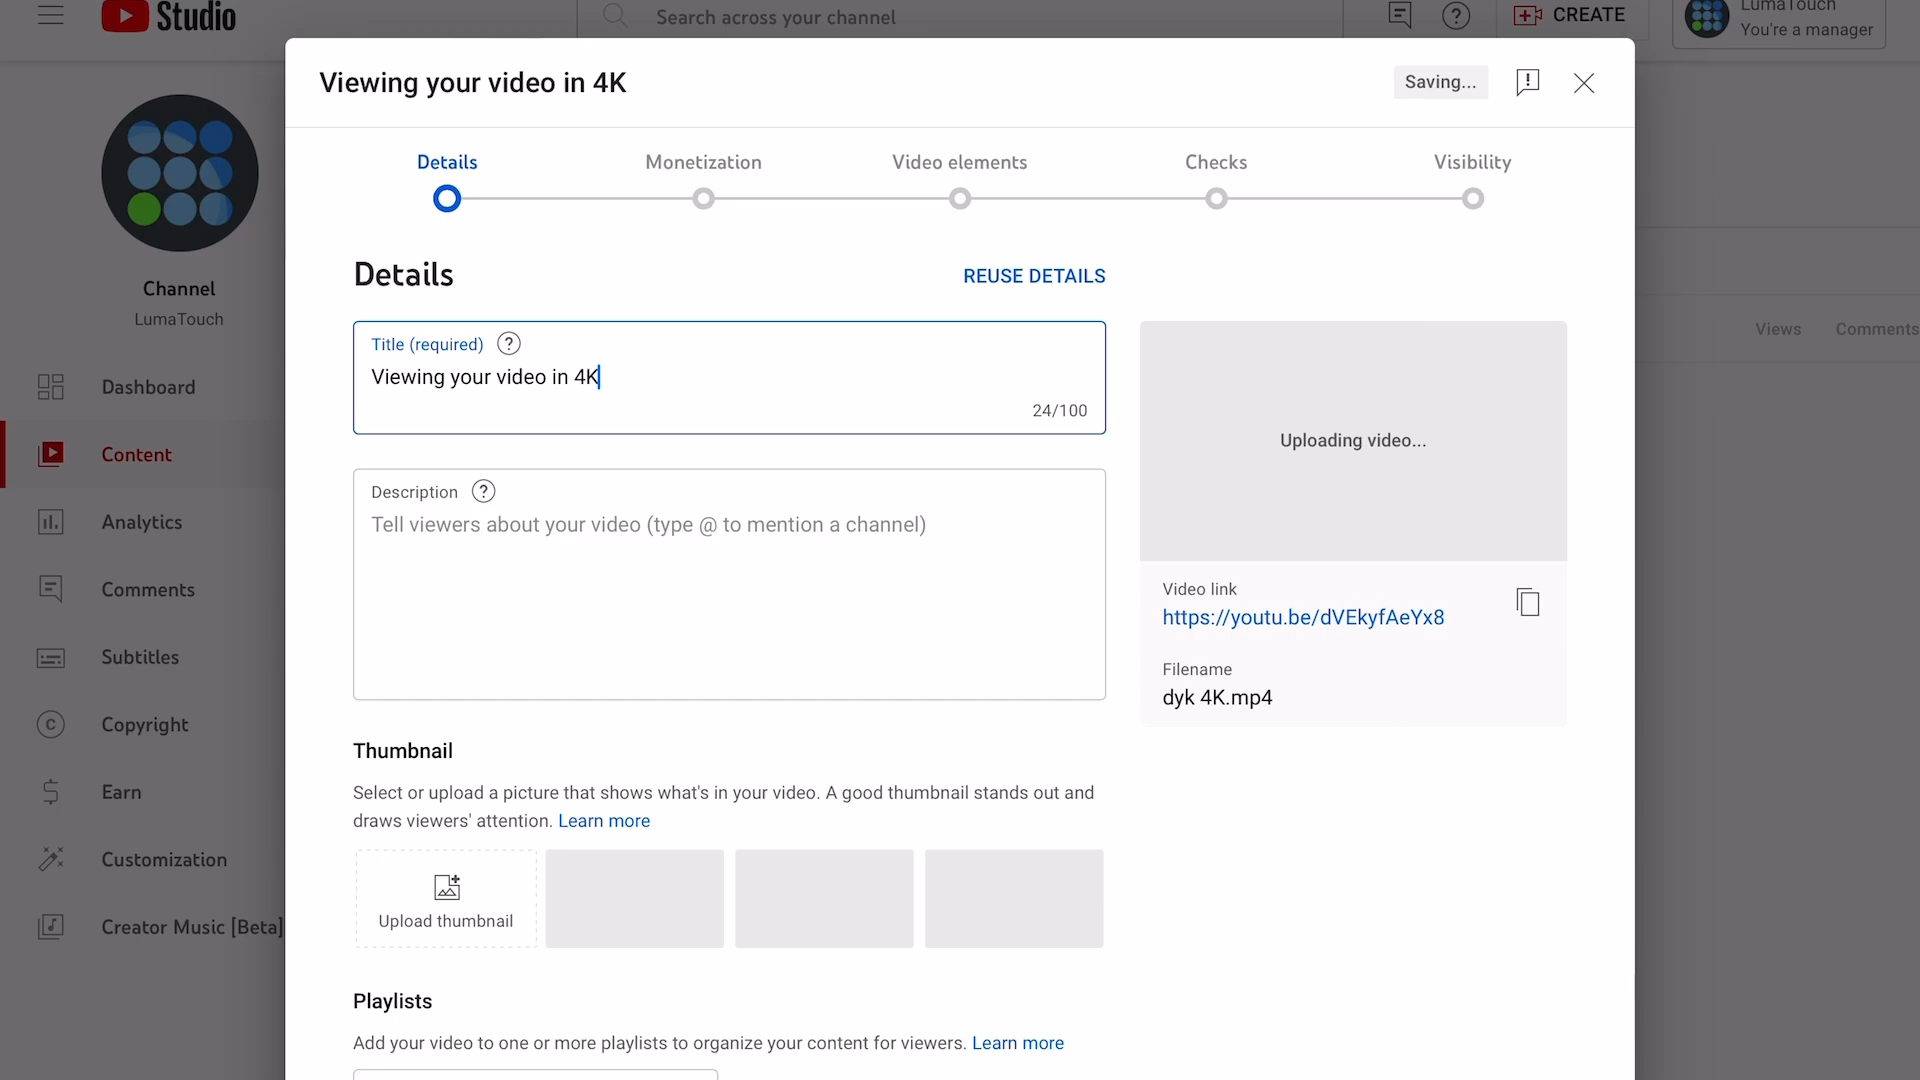 Studio
Search across your channel
CREATE
LumaTouch
You're a manager
Viewing your video in 4K
Saving...
Details
Monetization
Video elements
Checks
Visibility
Details
REUSE DETAILS
Title (required)
Viewing your video in 4K
24/100
Description
Tell viewers about your video (type @ to mention a channel)
Uploading video...
Video link
https://youtu.be/dVEkyfAeYx8
Filename
dyk 4K.mp4
Thumbnail
Select or upload a picture that shows what's in your video. A good thumbnail stands out and
draws viewers' attention. Learn more
Upload thumbnail
Playlists
Add your video to one or more playlists to organize your content for viewers. Learn more
Channel
LumaTouch
Dashboard
Content
Analytics
Comments
Subtitles
Copyright
Earn
Customization
Creator Music [Beta]
Views
Comments